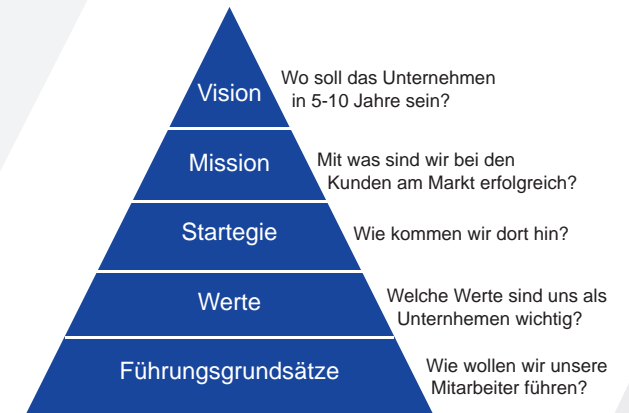 Vision
Wo soll das Unternehmen
in 5-10 Jahre sein?
Mission
Mit was sind wir bei den
Kunden am Markt erfolgreich?
Startegie
Wie kommen wir dort hin?
Werte
Welche Werte sind uns als
Unternhemen wichtig?
Führungsgrundsätze
Wie wollen wir unsere
Mitarbeiter führen?